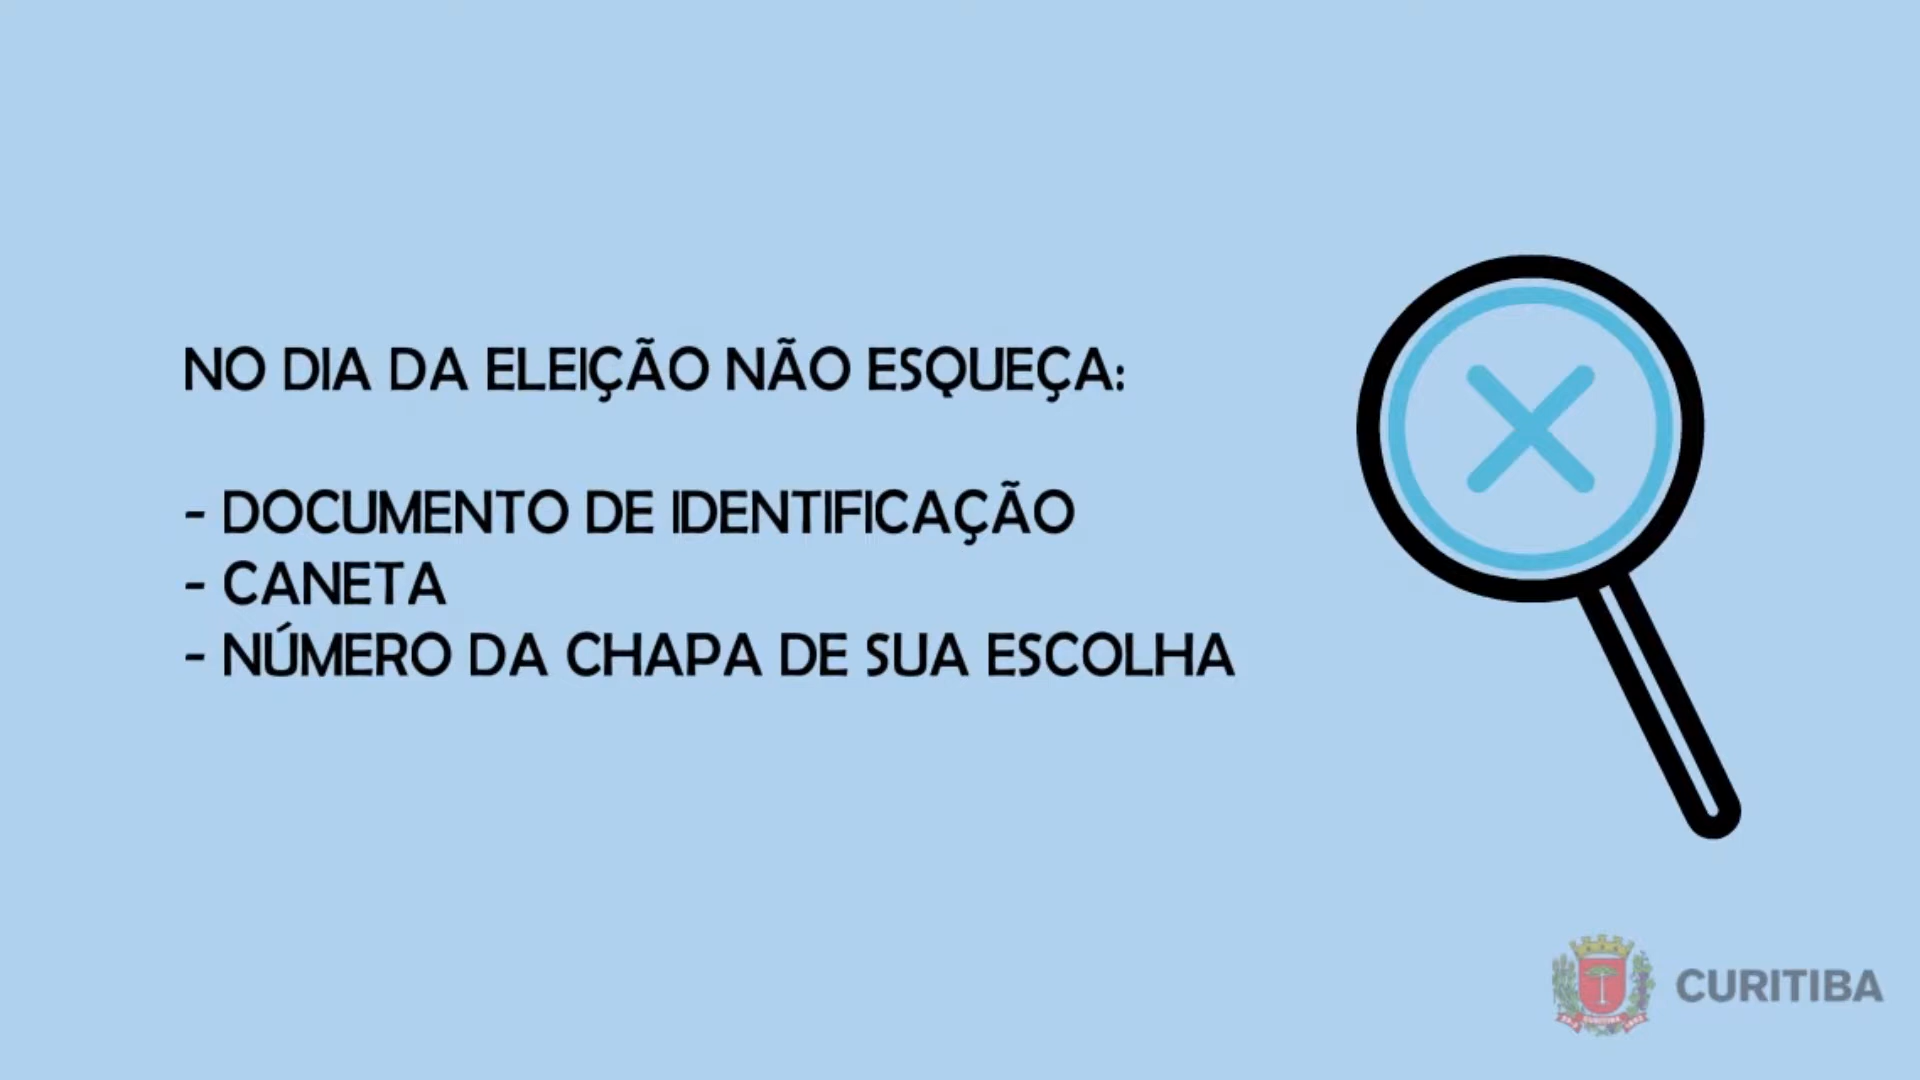 NO DIA DA ELEIÇÃO NÃO ESQUEÇA:
- DOCUMENTO DE IDENTIFICAÇÃO
- CANETA
- NÚMERO DA CHAPA DE SUA ESCOLHA
CURITIBA